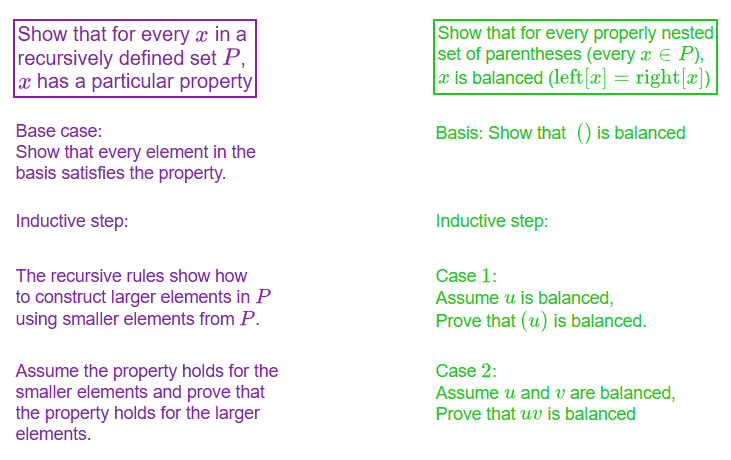 Show that for every x in a
recursively defined set P,
x has a particular property
Base case:
Show that every element in the
basis satisfies the property.
Inductive step:
The recursive rules show how
to construct larger elements in P
using smaller elements from P.
Assume the property holds for the
smaller elements and prove that
the property holds for the larger
elements.
Show that for every properly nested
set of parentheses (every x ∈ P),
x is balanced (left[x] = right[x])
Basis: Show that () is balanced
Inductive step:
Case 1:
Assume u is balanced,
Prove that (u) is balanced.
Case 2:
Assume u and v are balanced,
Prove that uv is balanced